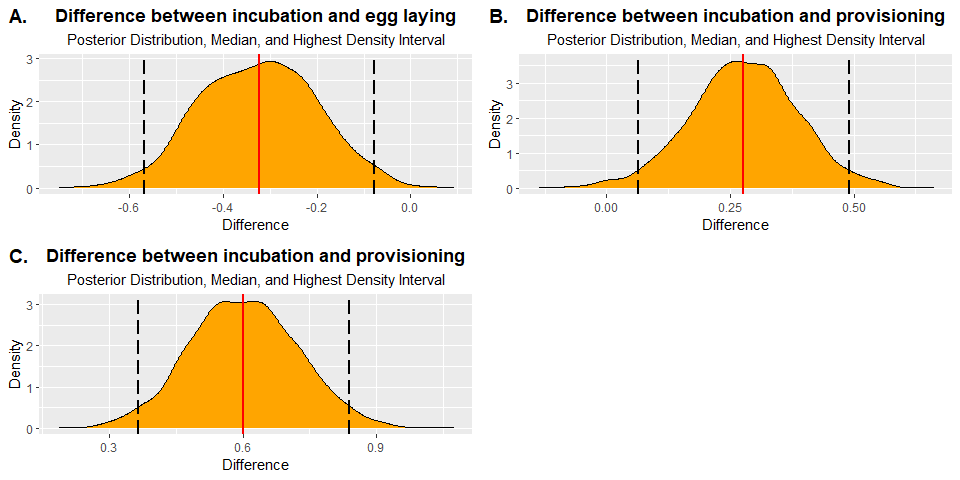 A. Difference between incubation and egg laying
Posterior Distribution, Median, and Highest Density Interval
Density
3
2
1
0
-0.6 -0.4 -0.2 0.0
Difference
B. Difference between incubation and provisioning
Posterior Distribution, Median, and Highest Density Interval
Density
3
2
1
0
0.00 0.25 0.50
Difference
C. Difference between incubation and provisioning
Posterior Distribution, Median, and Highest Density Interval
Density
3
2
1
0
0.3 0.6 0.9
Difference